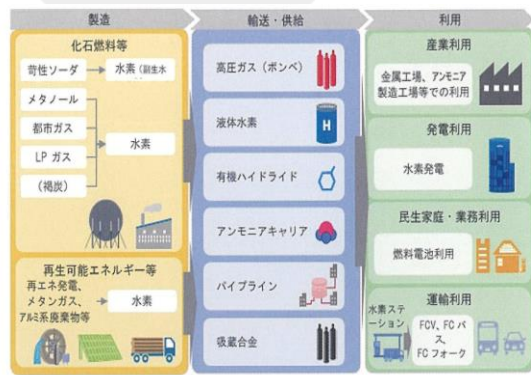 製造
輸送・供給
利用
化石燃料等
苛性ソーダ
水素(副生水
メタノール
都市ガス
LP ガス
(褐炭)
水素
再生可能エネルギー等
再エネ発電、
メタンガス、
アルミ系廃棄物等
水素
高圧ガス(ボンベ)
液体水素
H
有機ハイドライド
アンモニアキャリア
パイプライン
吸蔵合金
産業利用
金属工場、アンモニア
製造工場等での利用
発電利用
水素発電
民生家庭・業務利用
燃料電池利用
運輸利用
水素ステ
ーション
FCV、FC バ
ス、
FC フォーク